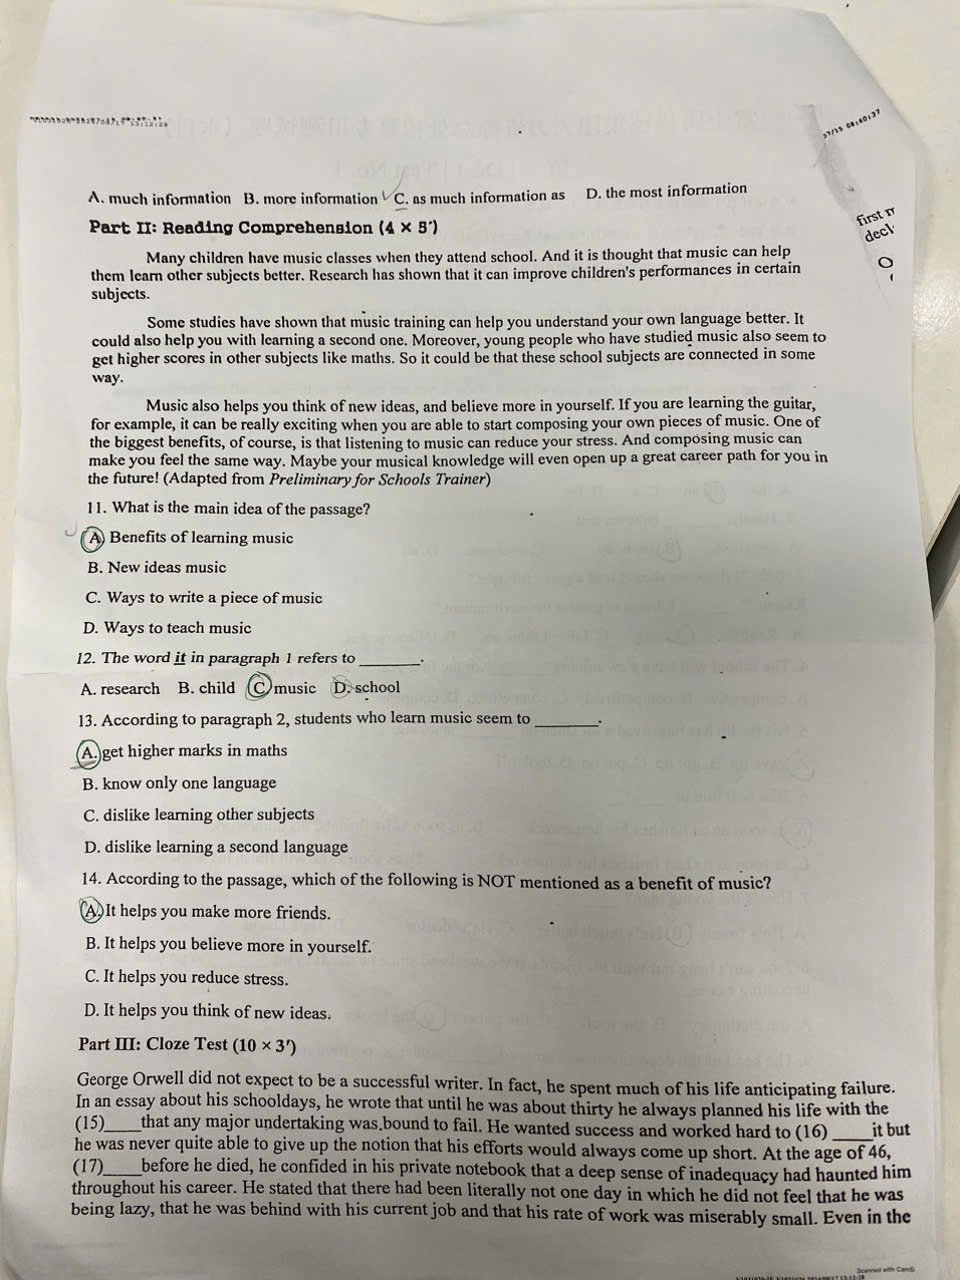 A. much information B. more information C. as much information as D. the most information
Part II: Reading Comprehension (4 × 5′)
Many children have music classes when they attend school. And it is thought that music can help
them learn other subjects better. Research has shown that it can improve children's performances in certain
subjects.
Some studies have shown that music training can help you understand your own language better. It
could also help you with learning a second one. Moreover, young people who have studied music also seem to
get higher scores in other subjects like maths. So it could be that these school subjects are connected in some
way.
Music also helps you think of new ideas, and believe more in yourself. If you are learning the guitar,
for example, it can be really exciting when you are able to start composing your own pieces of music. One of
the biggest benefits, of course, is that listening to music can reduce your stress. And composing music can
make you feel the same way. Maybe your musical knowledge will even open up a great career path for you in
the future! (Adapted from Preliminary for Schools Trainer)
11. What is the main idea of the passage?
A. Benefits of learning music
B. New ideas music
C. Ways to write a piece of music
D. Ways to teach music
12. The word it in paragraph 1 refers to ________.
A. research B. child C. music D. school
13. According to paragraph 2, students who learn music seem to ________.
A. get higher marks in maths
B. know only one language
C. dislike learning other subjects
D. dislike learning a second language
14. According to the passage, which of the following is NOT mentioned as a benefit of music?
A. It helps you make more friends.
B. It helps you believe more in yourself.
C. It helps you reduce stress.
D. It helps you think of new ideas.
Part III: Cloze Test (10 × 3′)
George Orwell did not expect to be a successful writer. In fact, he spent much of his life anticipating failure.
In an essay about his schooldays, he wrote that until he was about thirty he always planned his life with the
(15)____ that any major undertaking was bound to fail. He wanted success and worked hard to (16) ____ it but
he was never quite able to give up the notion that his efforts would always come up short. At the age of 46,
(17)____ before he died, he confided in his private notebook that a deep sense of inadequacy had haunted him
throughout his career. He stated that there had been literally not one day in which he did not feel that he was
being lazy, that he was behind with his current job and that his rate of work was miserably small. Even in the
first
Scanned with CamS